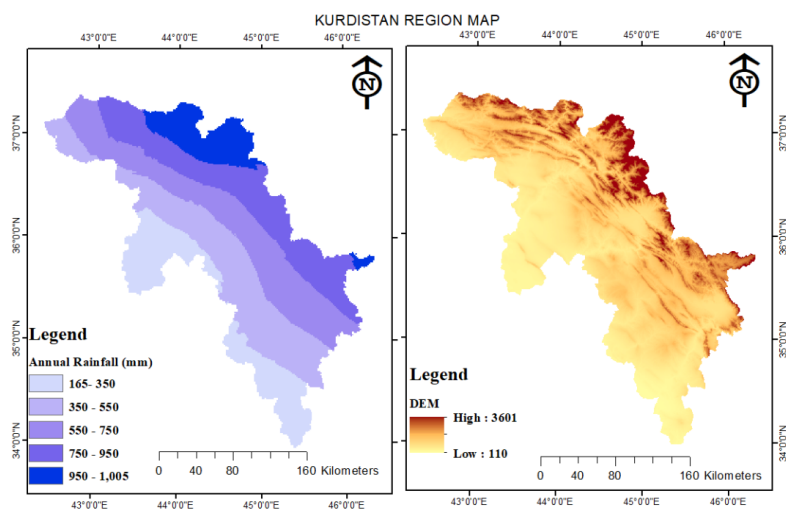 KURDISTAN REGION MAP
43°0'0"E 44°0'0"E 45°0'0"E 46°0'0"E
N
37°0'0"N
36°0'0"N
35°0'0"N
34°0'0"N
Legend
Annual Rainfall (mm)
165- 350
350 - 550
550 - 750
750 - 950
950 - 1,005
0 40 80 160 Kilometers
43°0'0"E 44°0'0"E 45°0'0"E 46°0'0"E
43°0'0"E 44°0'0"E 45°0'0"E 46°0'0"E
N
37°0'0"N
36°0'0"N
35°0'0"N
34°0'0"N
Legend
DEM
High : 3601
Low : 110
0 40 80 160 Kilometers
43°0'0"E 44°0'0"E 45°0'0"E 46°0'0"E